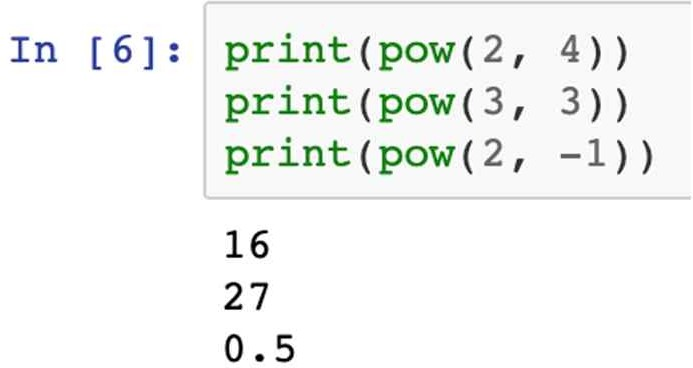 In [6]: print(pow(2, 4))
print(pow(3, 3))
print(pow(2, -1))
16
27
0.5